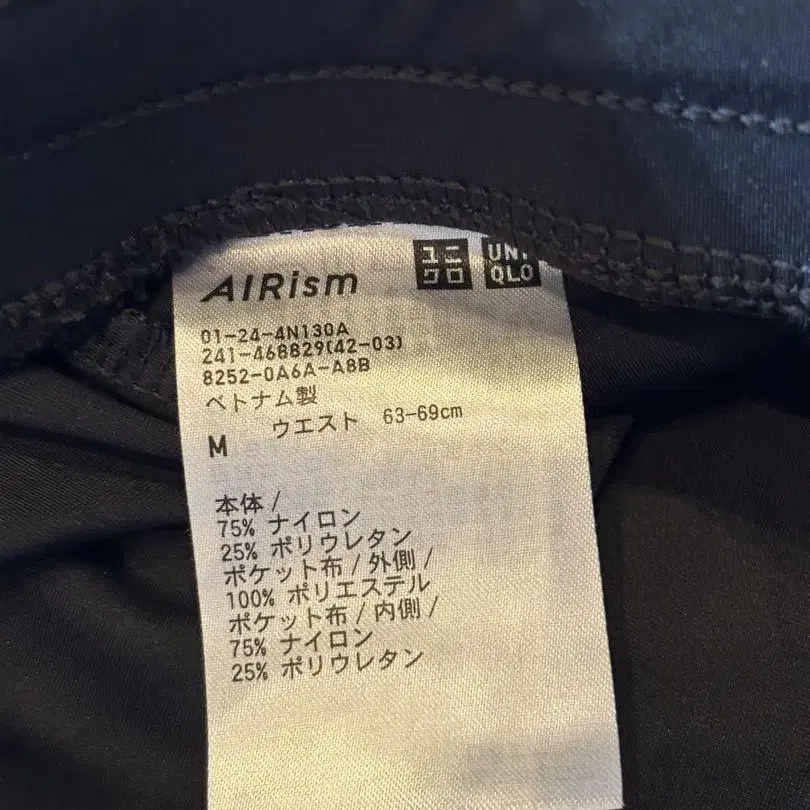 AIRism
ユニクロ
UNIQLO
01-24-4N130A
241-468829(42-03)
8252-0A6A-A8B
ベトナム製
M ウエスト 63-69cm
本体 /
75% ナイロン
25% ポリウレタン
ポケット布 / 外側 /
100% ポリエステル
ポケット布 / 内側 /
75% ナイロン
25% ポリウレタン